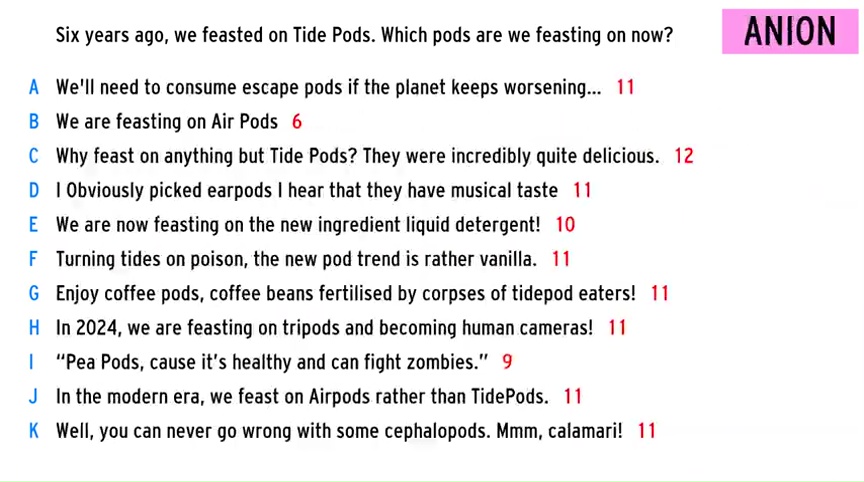 Six years ago, we feasted on Tide Pods. Which pods are we feasting on now?
ANION
A We'll need to consume escape pods if the planet keeps worsening... 11
B We are feasting on Air Pods 6
C Why feast on anything but Tide Pods? They were incredibly quite delicious. 12
D I Obviously picked earpods I hear that they have musical taste 11
E We are now feasting on the new ingredient liquid detergent! 10
F Turning tides on poison, the new pod trend is rather vanilla. 11
G Enjoy coffee pods, coffee beans fertilised by corpses of tidepod eaters! 11
H In 2024, we are feasting on tripods and becoming human cameras! 11
I “Pea Pods, cause it’s healthy and can fight zombies.” 9
J In the modern era, we feast on Airpods rather than TidePods. 11
K Well, you can never go wrong with some cephalopods. Mmm, calamari! 11